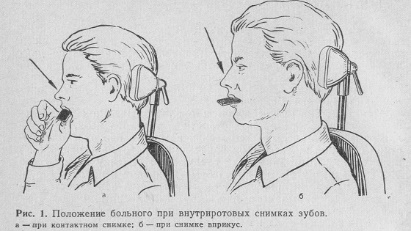 а
б
Рис. 1. Положение больного при внутриротовых снимках зубов.
а — при контактном снимке; б — при снимке вприкус.